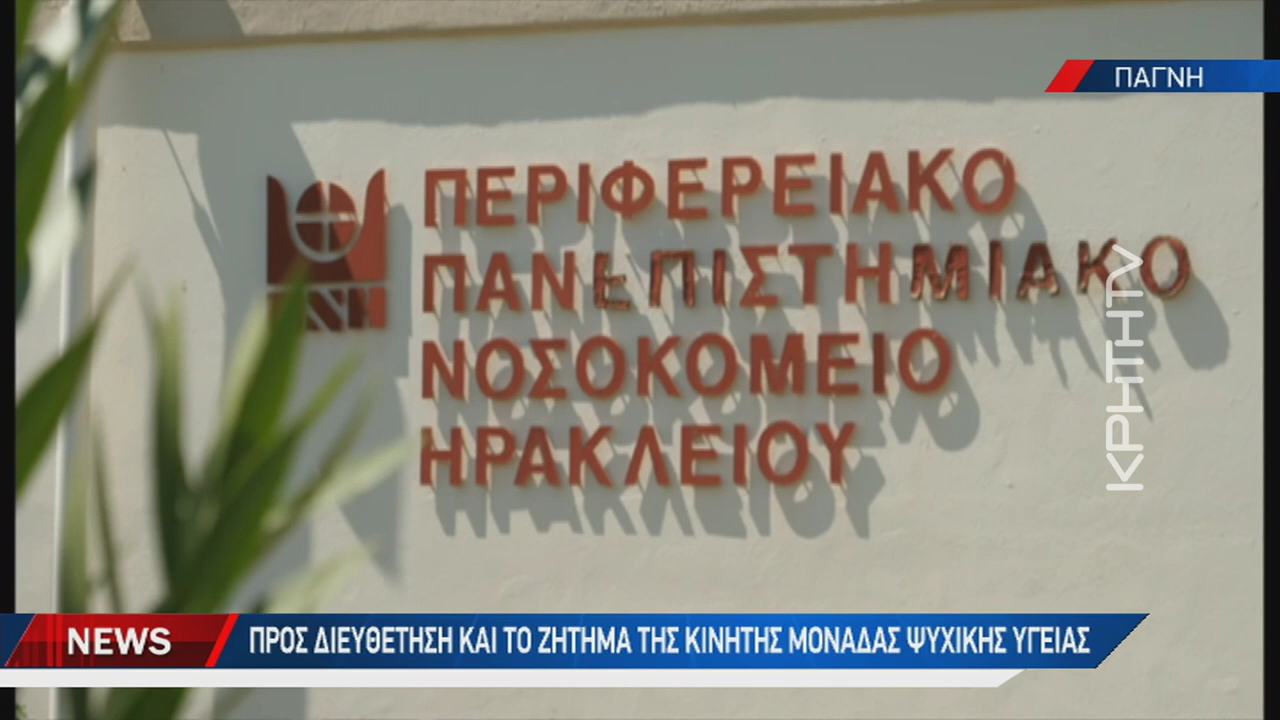 ΠΑΓΝΗ
ΠΕΡΙΦΕΡΕΙΑΚΟ
ΠΑΝΕΠΙΣΤΗΜΙΑΚΟ
ΝΟΣΟΚΟΜΕΙΟ
ΗΡΑΚΛΕΙΟΥ
ΚΡΗΤΗTV
NEWS
ΠΡΟΣ ΔΙΕΥΘΕΤΗΣΗ ΚΑΙ ΤΟ ΖΗΤΗΜΑ ΤΗΣ ΚΙΝΗΤΗΣ ΜΟΝΑΔΑΣ ΨΥΧΙΚΗΣ ΥΓΕΙΑΣ